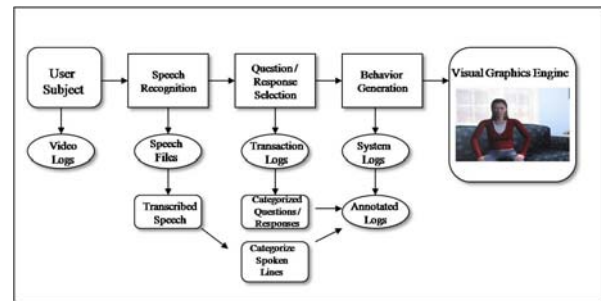 User
Subject
Speech
Recognition
Question /
Response
Selection
Behavior
Generation
Visual Graphics Engine
Video
Logs
Speech
Files
Transaction
Logs
System
Logs
Transcribed
Speech
Categorized
Questions/
Responses
Annotated
Logs
Categorize
Spoken
Lines